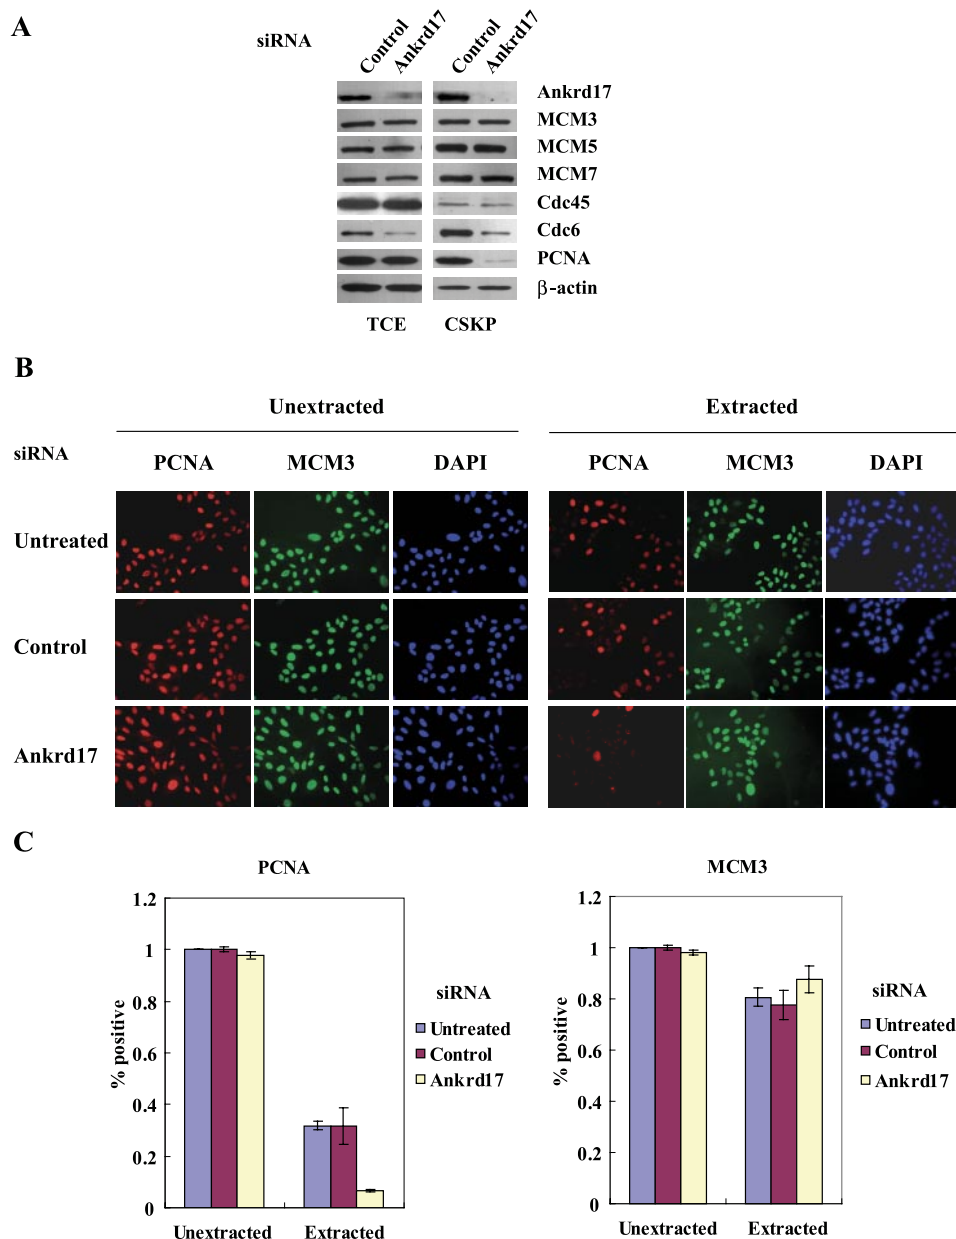 A
siRNA
Control
Ankrd17
Control
Ankrd17
Ankrd17
MCM3
MCM5
MCM7
Cdc45
Cdc6
PCNA
β-actin
TCE
CSKP
B
Unextracted
Extracted
siRNA
PCNA
MCM3
DAPI
PCNA
MCM3
DAPI
Untreated
Control
Ankrd17
C
PCNA
% positive
1.2
1
0.8
0.6
0.4
0.2
0
Unextracted
Extracted
siRNA
Untreated
Control
Ankrd17
MCM3
% positive
1.2
1
0.8
0.6
0.4
0.2
0
Unextracted
Extracted
siRNA
Untreated
Control
Ankrd17